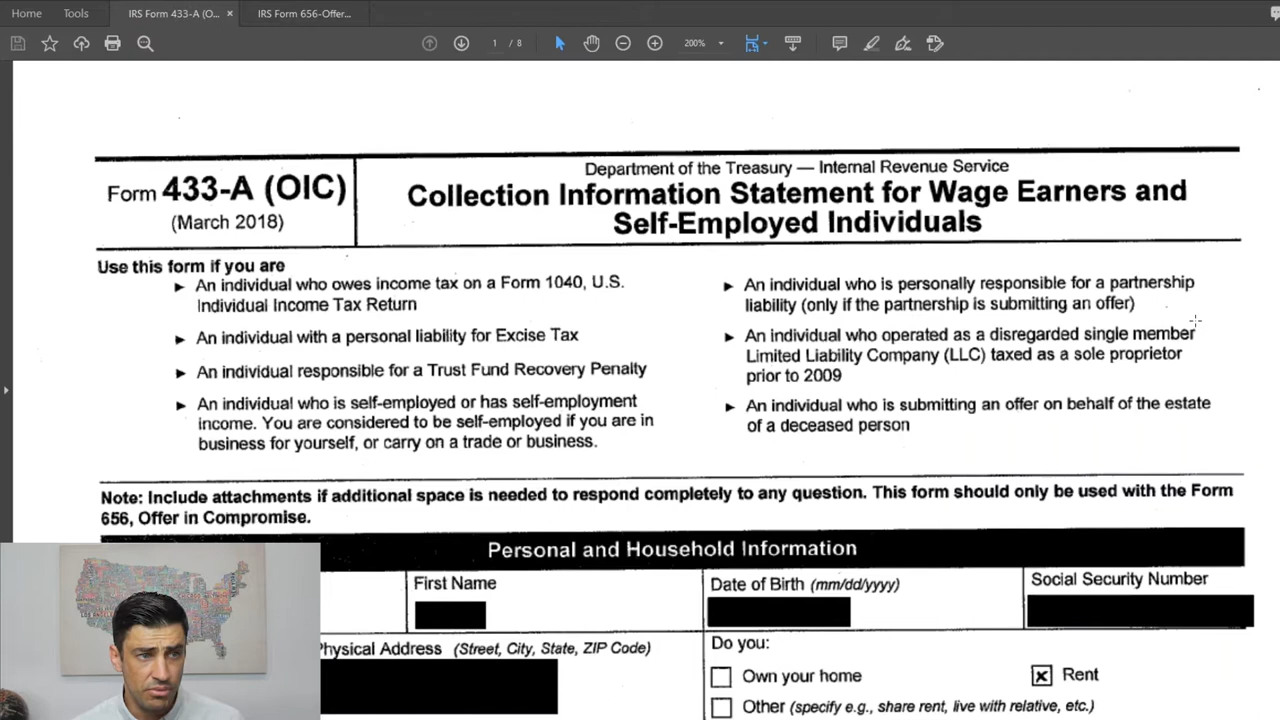 Home Tools IRS Form 433-A (O... × IRS Form 656-Offer...
1 / 8 200%
Form 433-A (OIC)
(March 2018)
Department of the Treasury — Internal Revenue Service
Collection Information Statement for Wage Earners and
Self-Employed Individuals
Use this form if you are
► An individual who owes income tax on a Form 1040, U.S.
Individual Income Tax Return
► An individual with a personal liability for Excise Tax
► An individual responsible for a Trust Fund Recovery Penalty
► An individual who is self-employed or has self-employment
income. You are considered to be self-employed if you are in
business for yourself, or carry on a trade or business.
► An individual who is personally responsible for a partnership
liability (only if the partnership is submitting an offer)
► An individual who operated as a disregarded single member
Limited Liability Company (LLC) taxed as a sole proprietor
prior to 2009
► An individual who is submitting an offer on behalf of the estate
of a deceased person
Note: Include attachments if additional space is needed to respond completely to any question. This form should only be used with the Form
656, Offer in Compromise.
Personal and Household Information
First Name
Date of Birth (mm/dd/yyyy)
Social Security Number
Physical Address (Street, City, State, ZIP Code)
Do you:
Own your home
Rent
Other (specify e.g., share rent, live with relative, etc.)